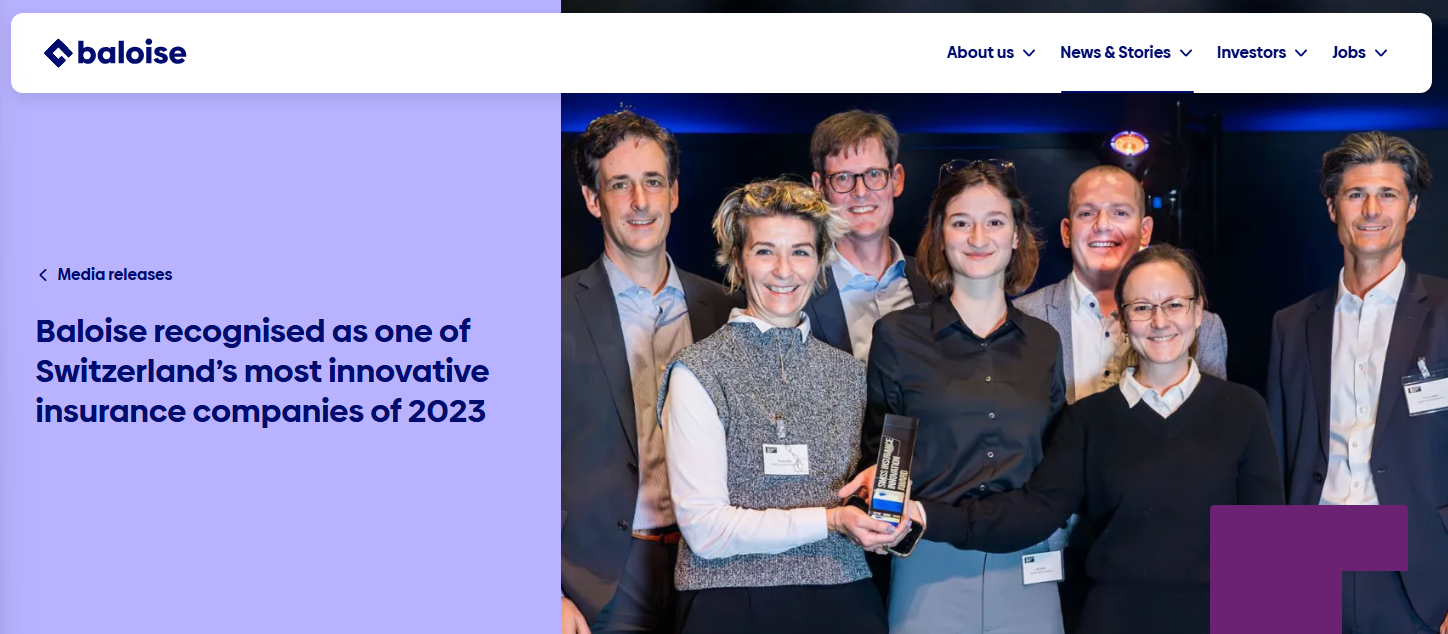 baloise
About us
News & Stories
Investors
Jobs
Media releases
Baloise recognised as one of
Switzerland’s most innovative
insurance companies of 2023
SWISS INSURANCE
INNOVATION
AWARD